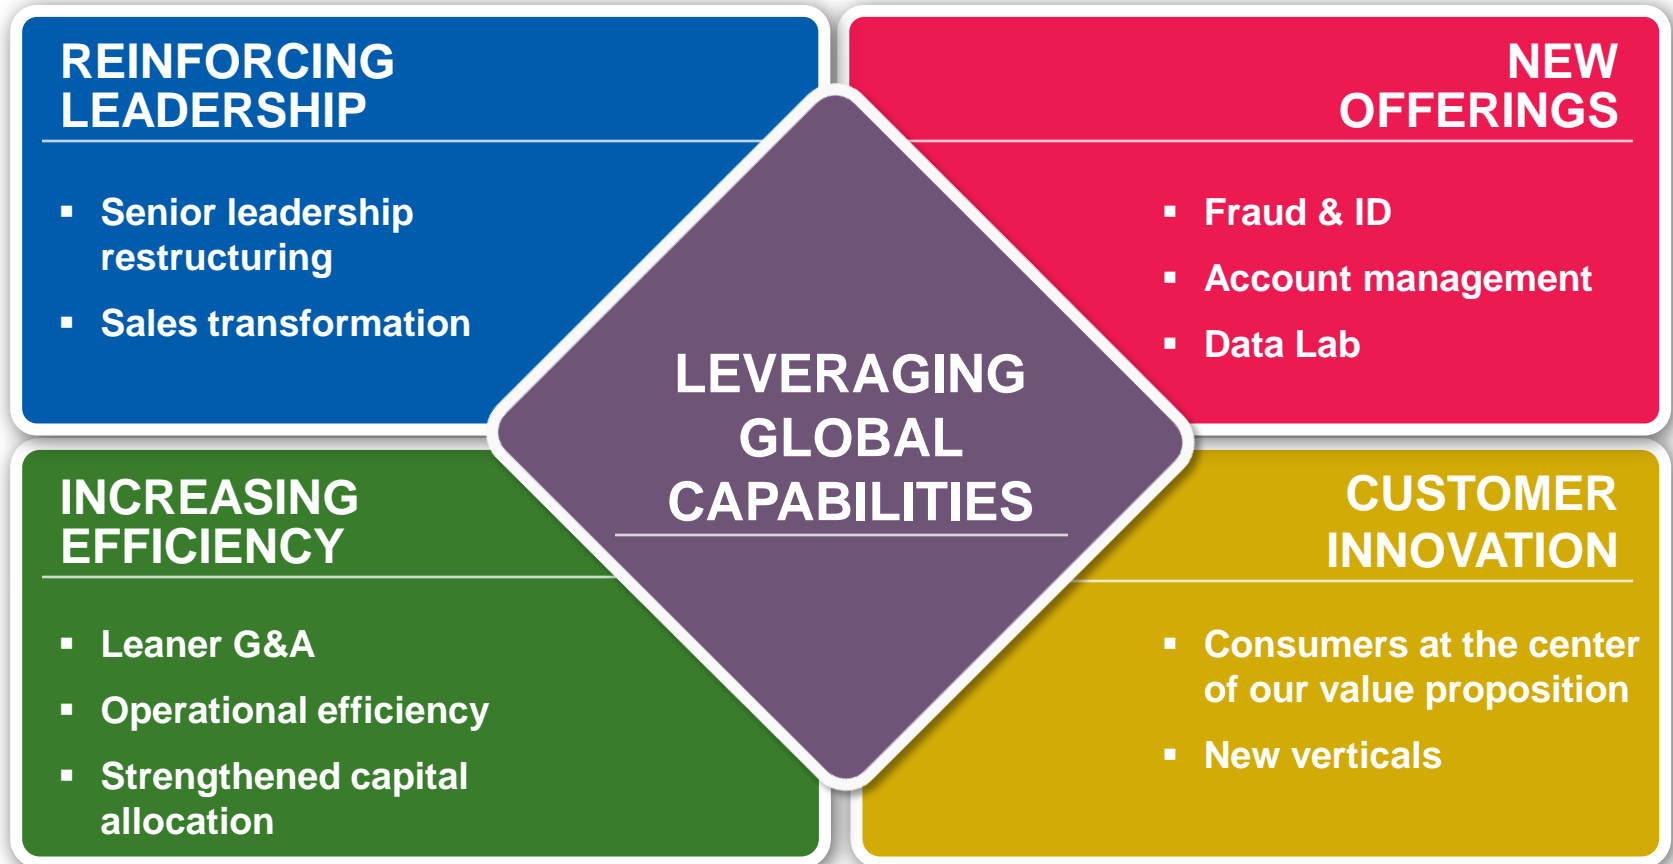 REINFORCING
LEADERSHIP
▪ Senior leadership
restructuring
▪ Sales transformation
NEW
OFFERINGS
▪ Fraud & ID
▪ Account management
▪ Data Lab
LEVERAGING
GLOBAL
CAPABILITIES
INCREASING
EFFICIENCY
▪ Leaner G&A
▪ Operational efficiency
▪ Strengthened capital
allocation
CUSTOMER
INNOVATION
▪ Consumers at the center
of our value proposition
▪ New verticals